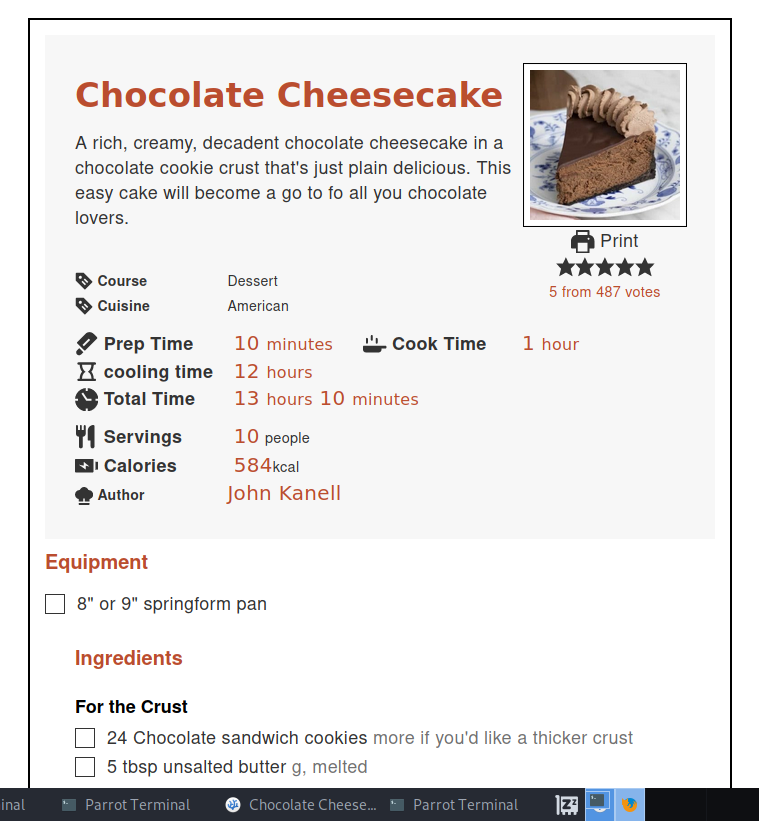 Chocolate Cheesecake
A rich, creamy, decadent chocolate cheesecake in a
chocolate cookie crust that's just plain delicious. This
easy cake will become a go to fo all you chocolate
lovers.
Print
5 from 487 votes
Course Dessert
Cuisine American
Prep Time 10 minutes Cook Time 1 hour
cooling time 12 hours
Total Time 13 hours 10 minutes
Servings 10 people
Calories 584kcal
Author John Kanell
Equipment
8" or 9" springform pan
Ingredients
For the Crust
24 Chocolate sandwich cookies more if you'd like a thicker crust
5 tbsp unsalted butter g, melted
inal Parrot Terminal Chocolate Cheese... Parrot Terminal